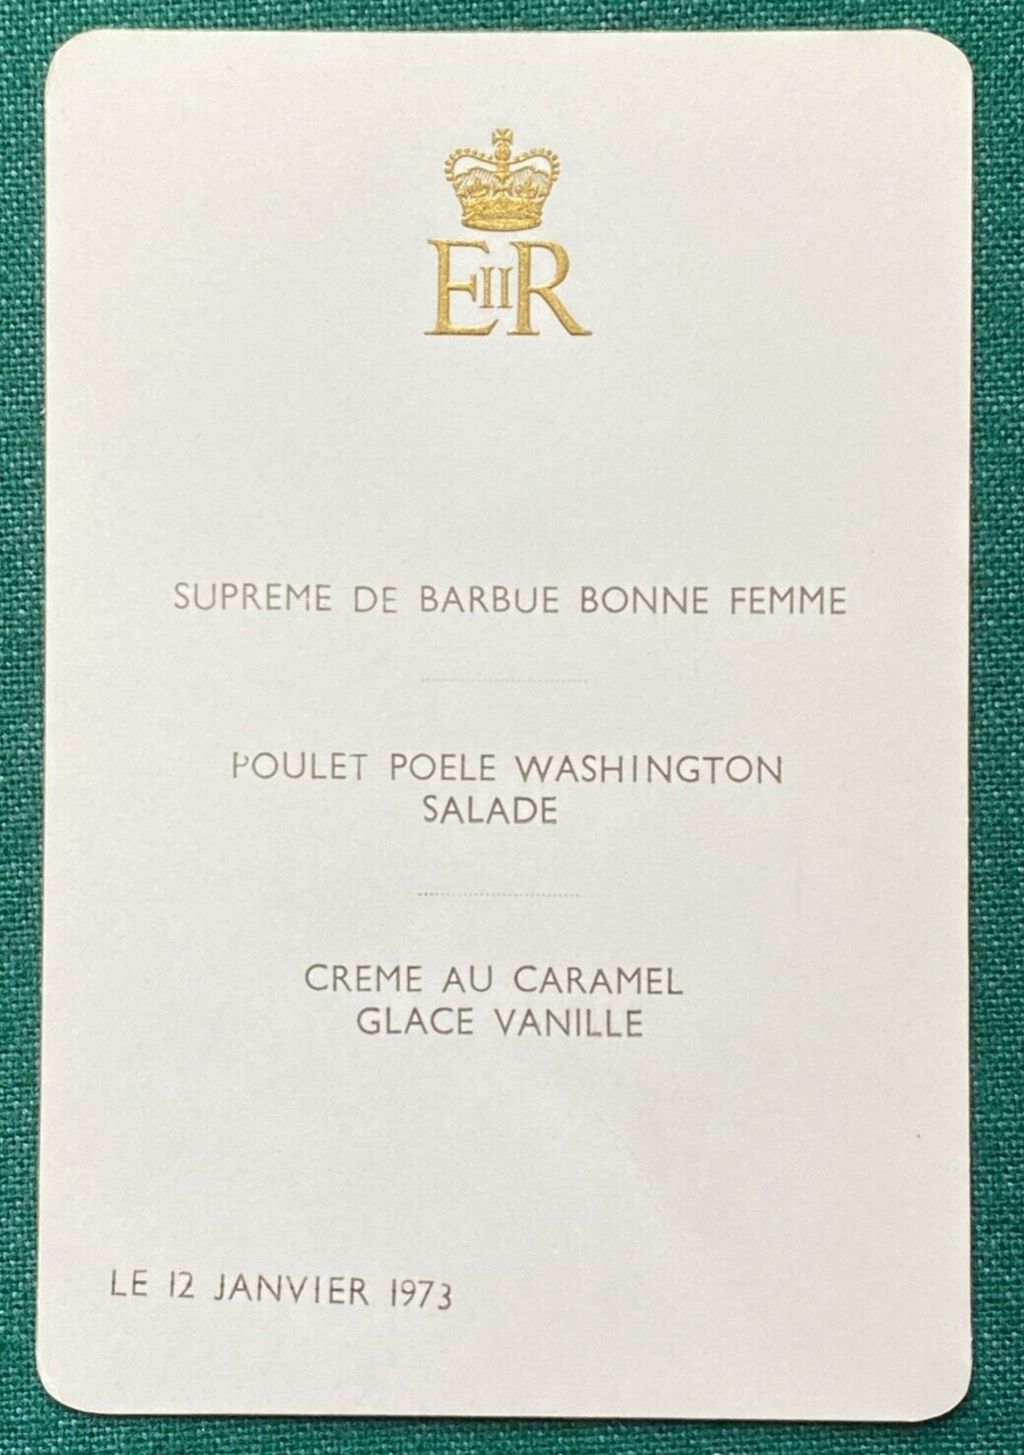 EIIR
SUPREME DE BARBUE BONNE FEMME
POULET POELE WASHINGTON
SALADE
CREME AU CARAMEL
GLACE VANILLE
LE 12 JANVIER 1973